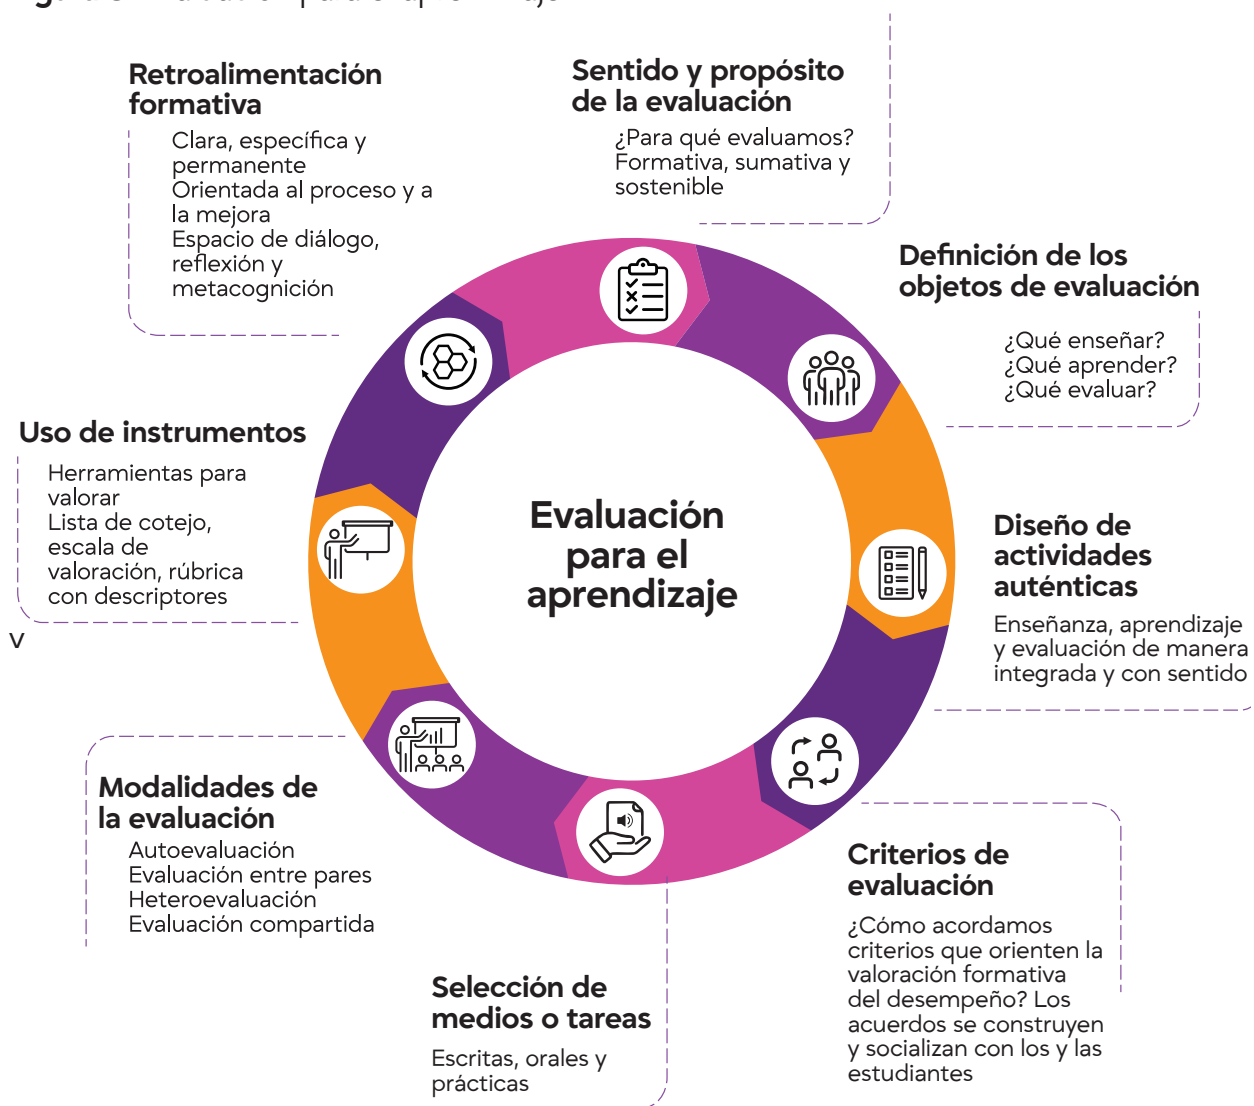 Sentido y propósito
de la evaluación
¿Para qué evaluamos?
Formativa, sumativa y
sostenible
Definición de los
objetos de evaluación
¿Qué enseñar?
¿Qué aprender?
¿Qué evaluar?
Diseño de
actividades
auténticas
Enseñanza, aprendizaje
y evaluación de manera
integrada y con sentido
Criterios de
evaluación
¿Cómo acordamos
criterios que orienten la
valoración formativa
del desempeño? Los
acuerdos se construyen
y socializan con los y las
estudiantes
Selección de
medios o tareas
Escritas, orales y
prácticas
Modalidades de
la evaluación
Autoevaluación
Evaluación entre pares
Heteroevaluación
Evaluación compartida
Uso de instrumentos
Herramientas para
valorar
Lista de cotejo,
escala de
valoración, rúbrica
con descriptores
v
Retroalimentación
formativa
Clara, específica y
permanente
Orientada al proceso y a
la mejora
Espacio de diálogo,
reflexión y
metacognición
Evaluación
para el
aprendizaje